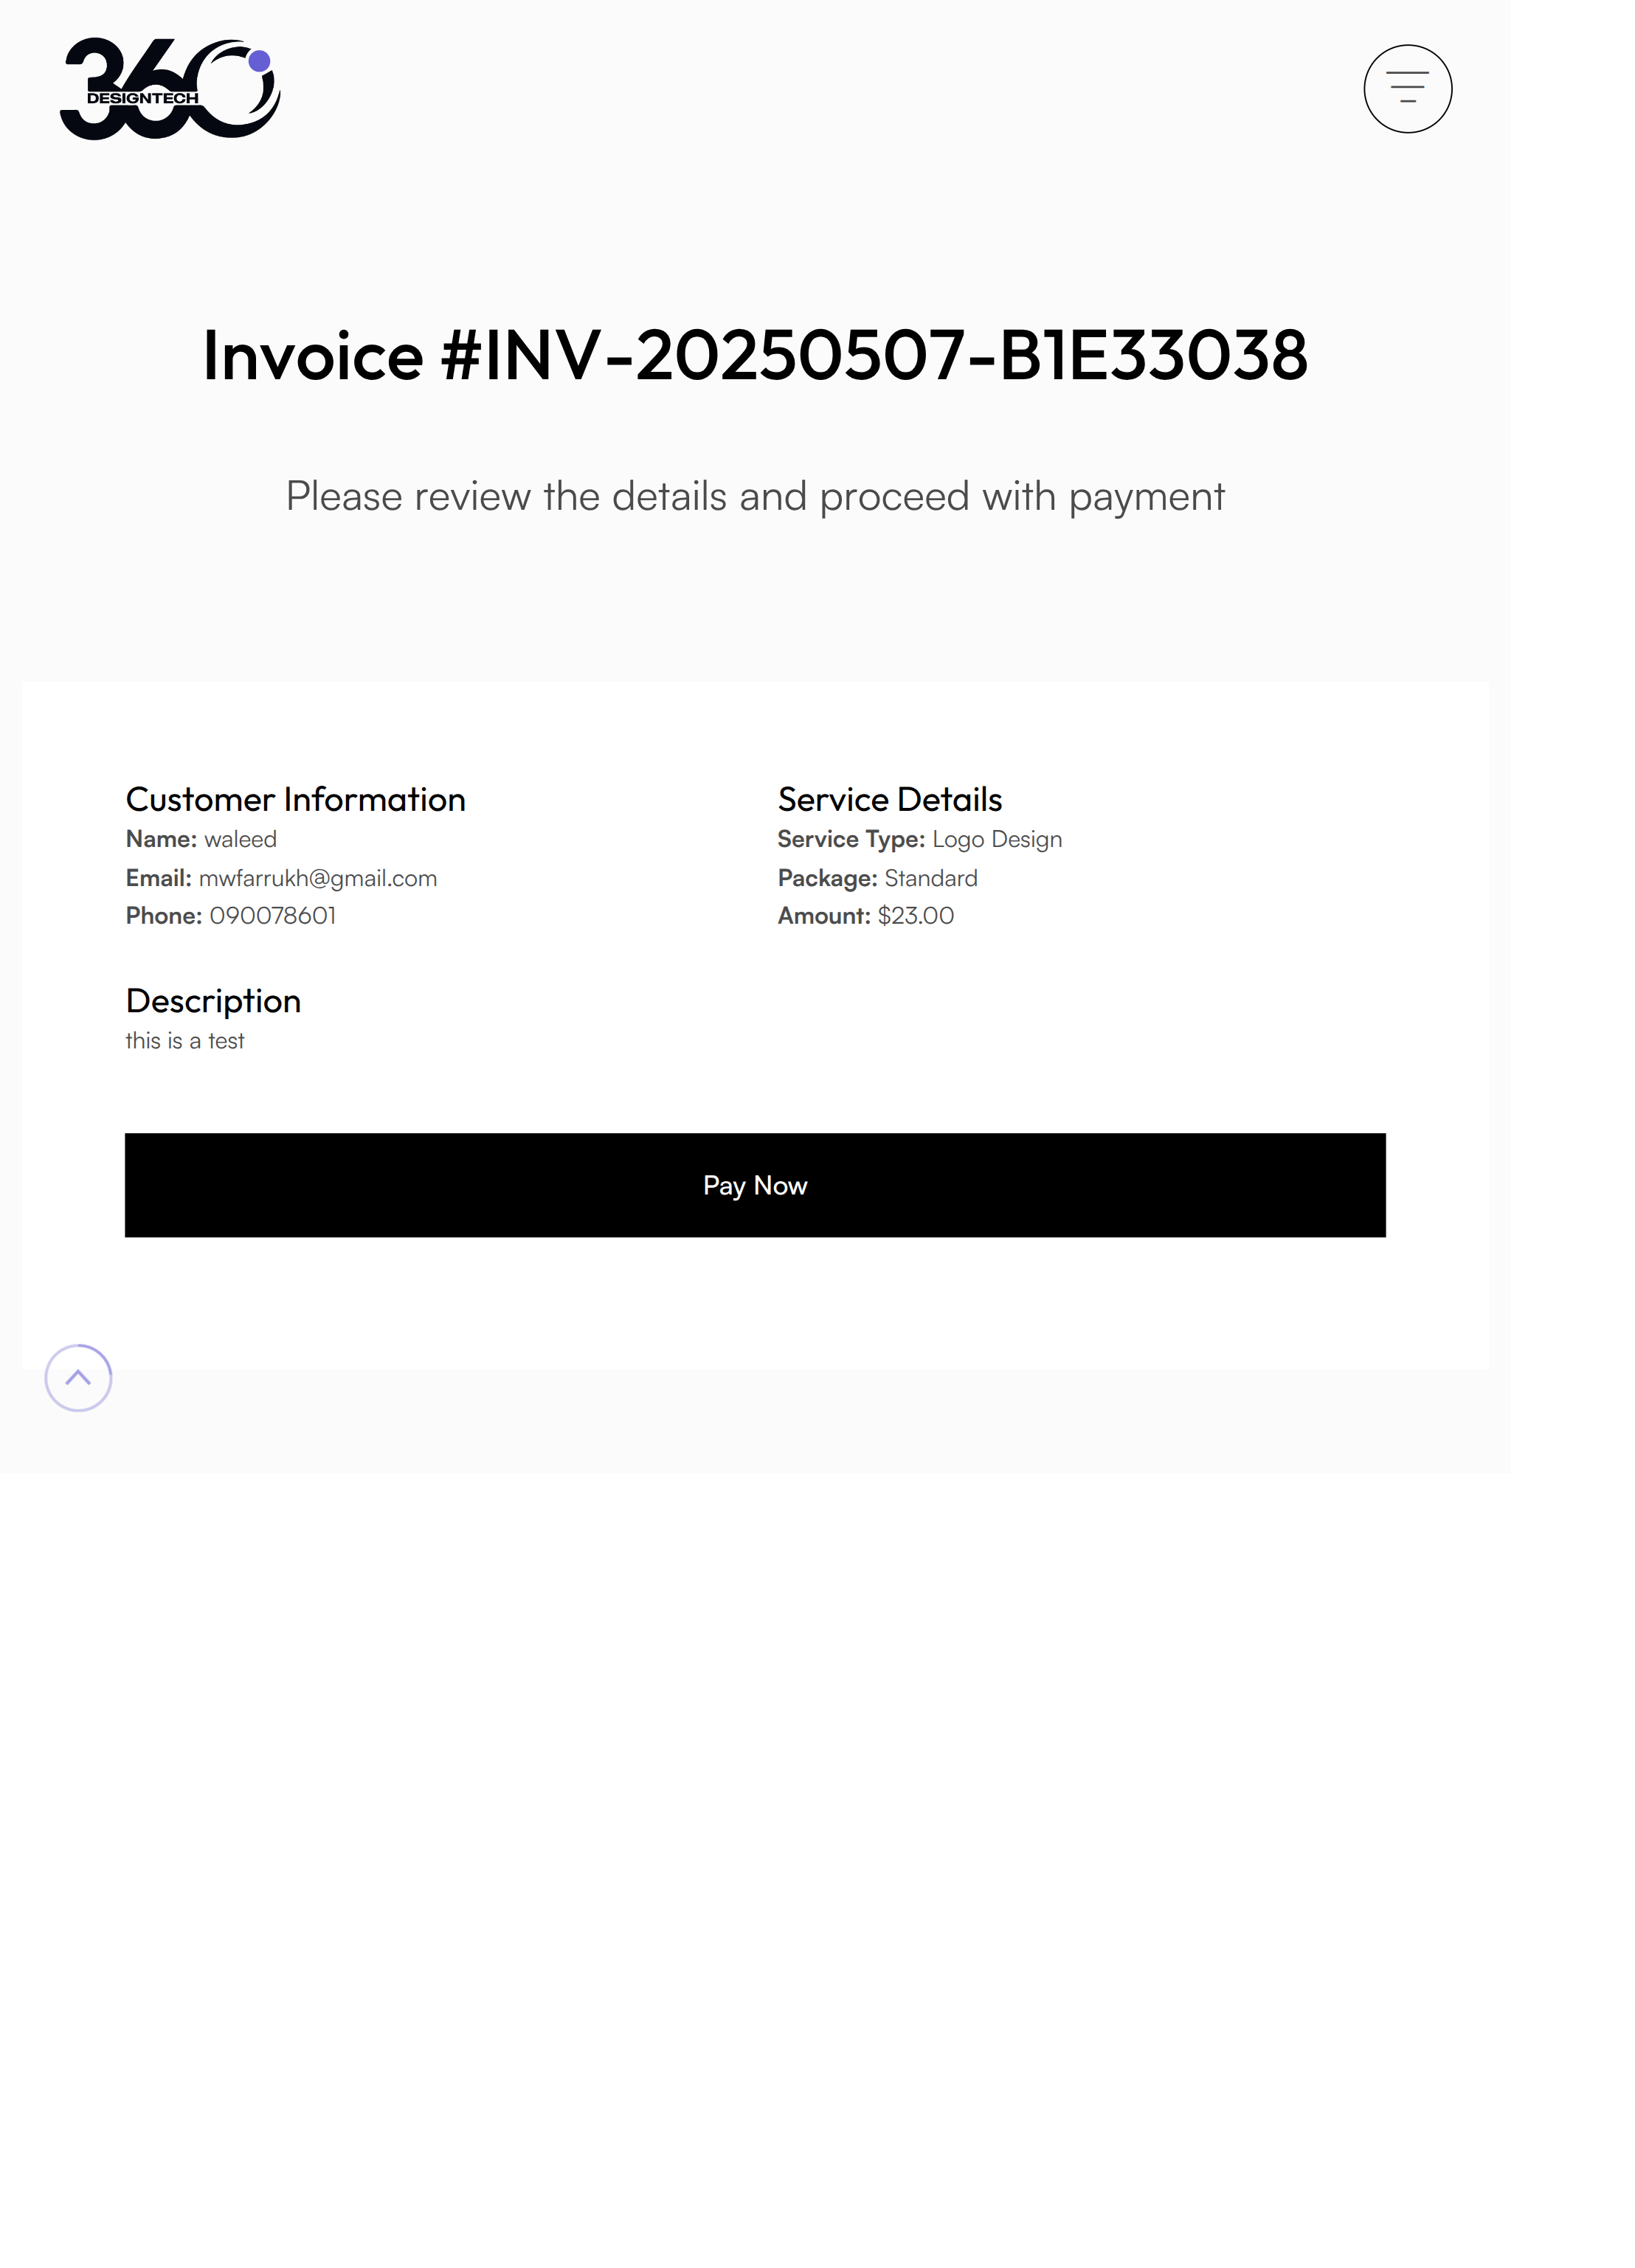 360
DESIGNTECH
Invoice #INV-20250507-B1E33038
Please review the details and proceed with payment
Customer Information
Name: waleed
Email: mwfarrukh@gmail.com
Phone: 090078601
Service Details
Service Type: Logo Design
Package: Standard
Amount: $23.00
Description
this is a test
Pay Now